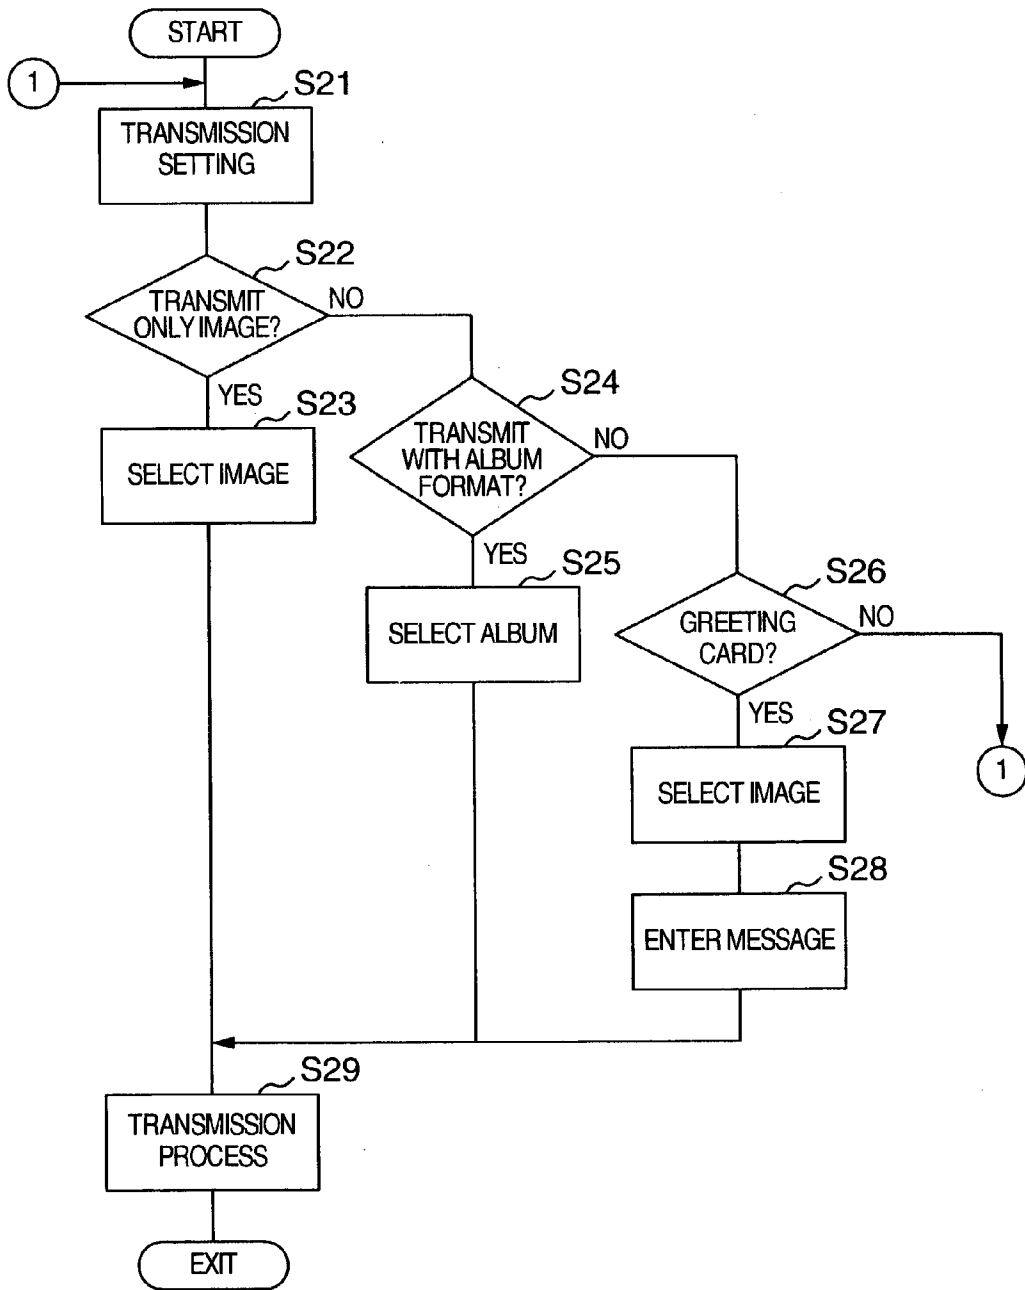 START
1
S21
TRANSMISSION
SETTING
S22
TRANSMIT
ONLY IMAGE?
NO
YES
S23
SELECT IMAGE
S24
TRANSMIT
WITH ALBUM
FORMAT?
NO
YES
S25
SELECT ALBUM
S26
GREETING
CARD?
NO
YES
1
S27
SELECT IMAGE
S28
ENTER MESSAGE
S29
TRANSMISSION
PROCESS
EXIT